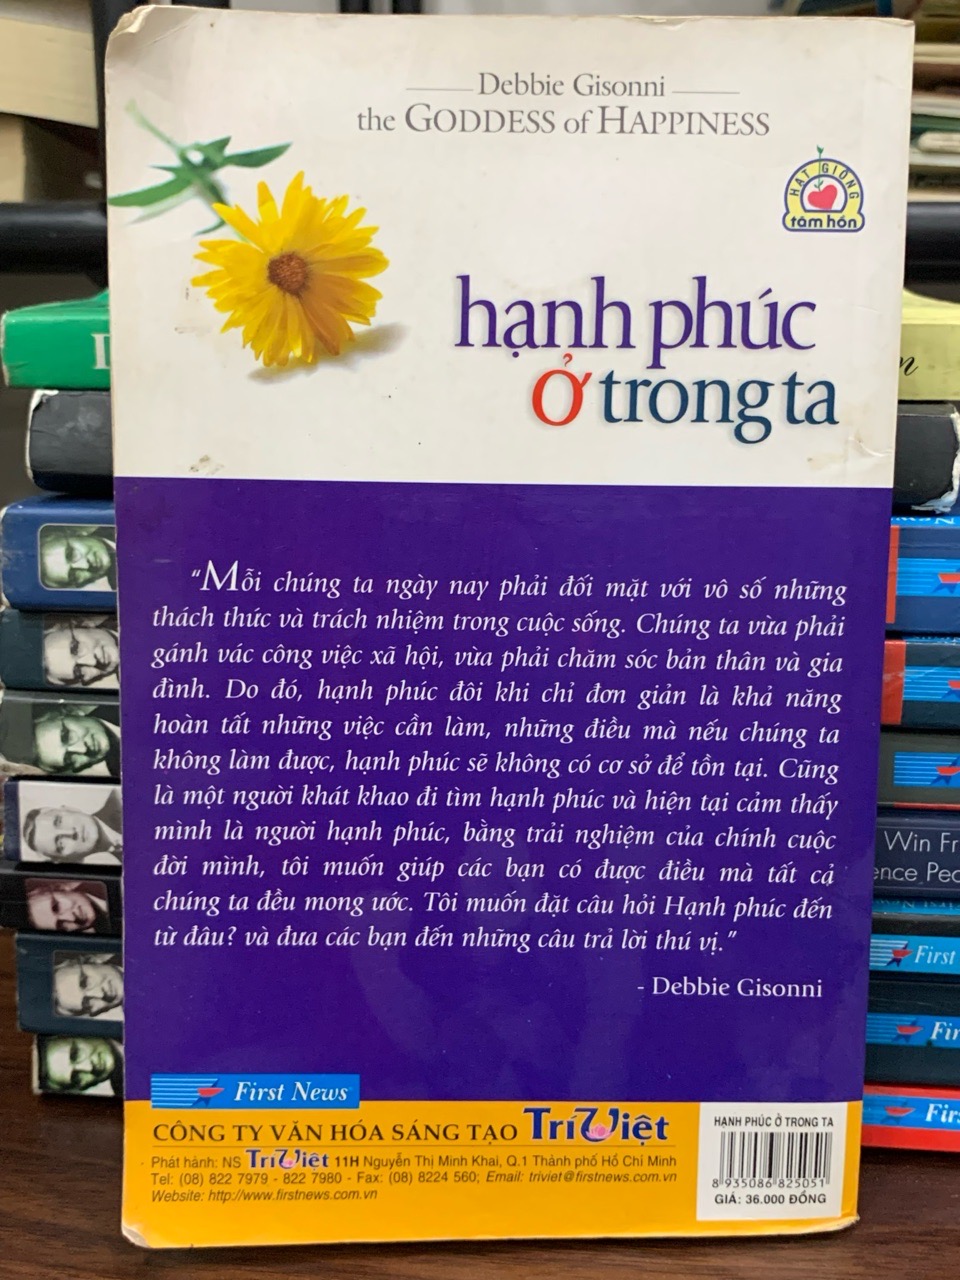 Debbie Gisonni
the GODDESS of HAPPINESS
HẠT GIỐNG
tâm hồn
hạnh phúc
Ở trong ta
“Mỗi chúng ta ngày nay phải đối mặt với vô số những
thách thức và trách nhiệm trong cuộc sống. Chúng ta vừa phải
gánh vác công việc xã hội, vừa phải chăm sóc bản thân và gia
đình. Do đó, hạnh phúc đôi khi chỉ đơn giản là khả năng
hoàn tất những việc cần làm, những điều mà nếu chúng ta
không làm được, hạnh phúc sẽ không có cơ sở để tồn tại. Cũng
là một người khát khao đi tìm hạnh phúc và hiện tại cảm thấy
mình là người hạnh phúc, bằng trải nghiệm của chính cuộc
đời mình, tôi muốn giúp các bạn có được điều mà tất cả
chúng ta đều mong ước. Tôi muốn đặt câu hỏi Hạnh phúc đến
từ đâu? và đưa các bạn đến những câu trả lời thú vị.”
- Debbie Gisonni
First News
CÔNG TY VĂN HÓA SÁNG TẠO TríViệt
Phát hành: NS TríViệt 11H Nguyễn Thị Minh Khai, Q.1 Thành phố Hồ Chí Minh
Tel: (08) 822 7979 - 822 7980 - Fax: (08) 8224 560; Email: triviet@firstnews.com.vn
Website: http://www.firstnews.com.vn
HẠNH PHÚC Ở TRONG TA
8 935086 825051
GIÁ: 36.000 ĐỒNG
Win Fr
ence Peo
First
Fir
Firs